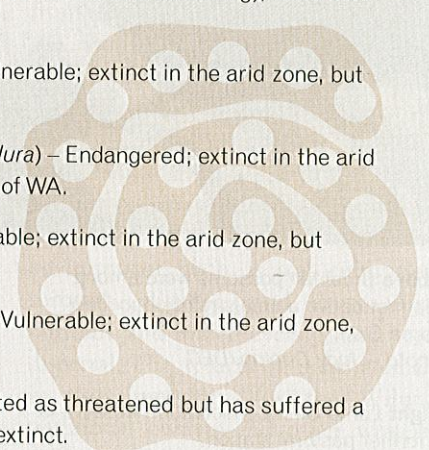 nerable; extinct in the arid zone, but
ura) – Endangered; extinct in the arid
of WA.
able; extinct in the arid zone, but
Vulnerable; extinct in the arid zone,
ted as threatened but has suffered a
extinct.